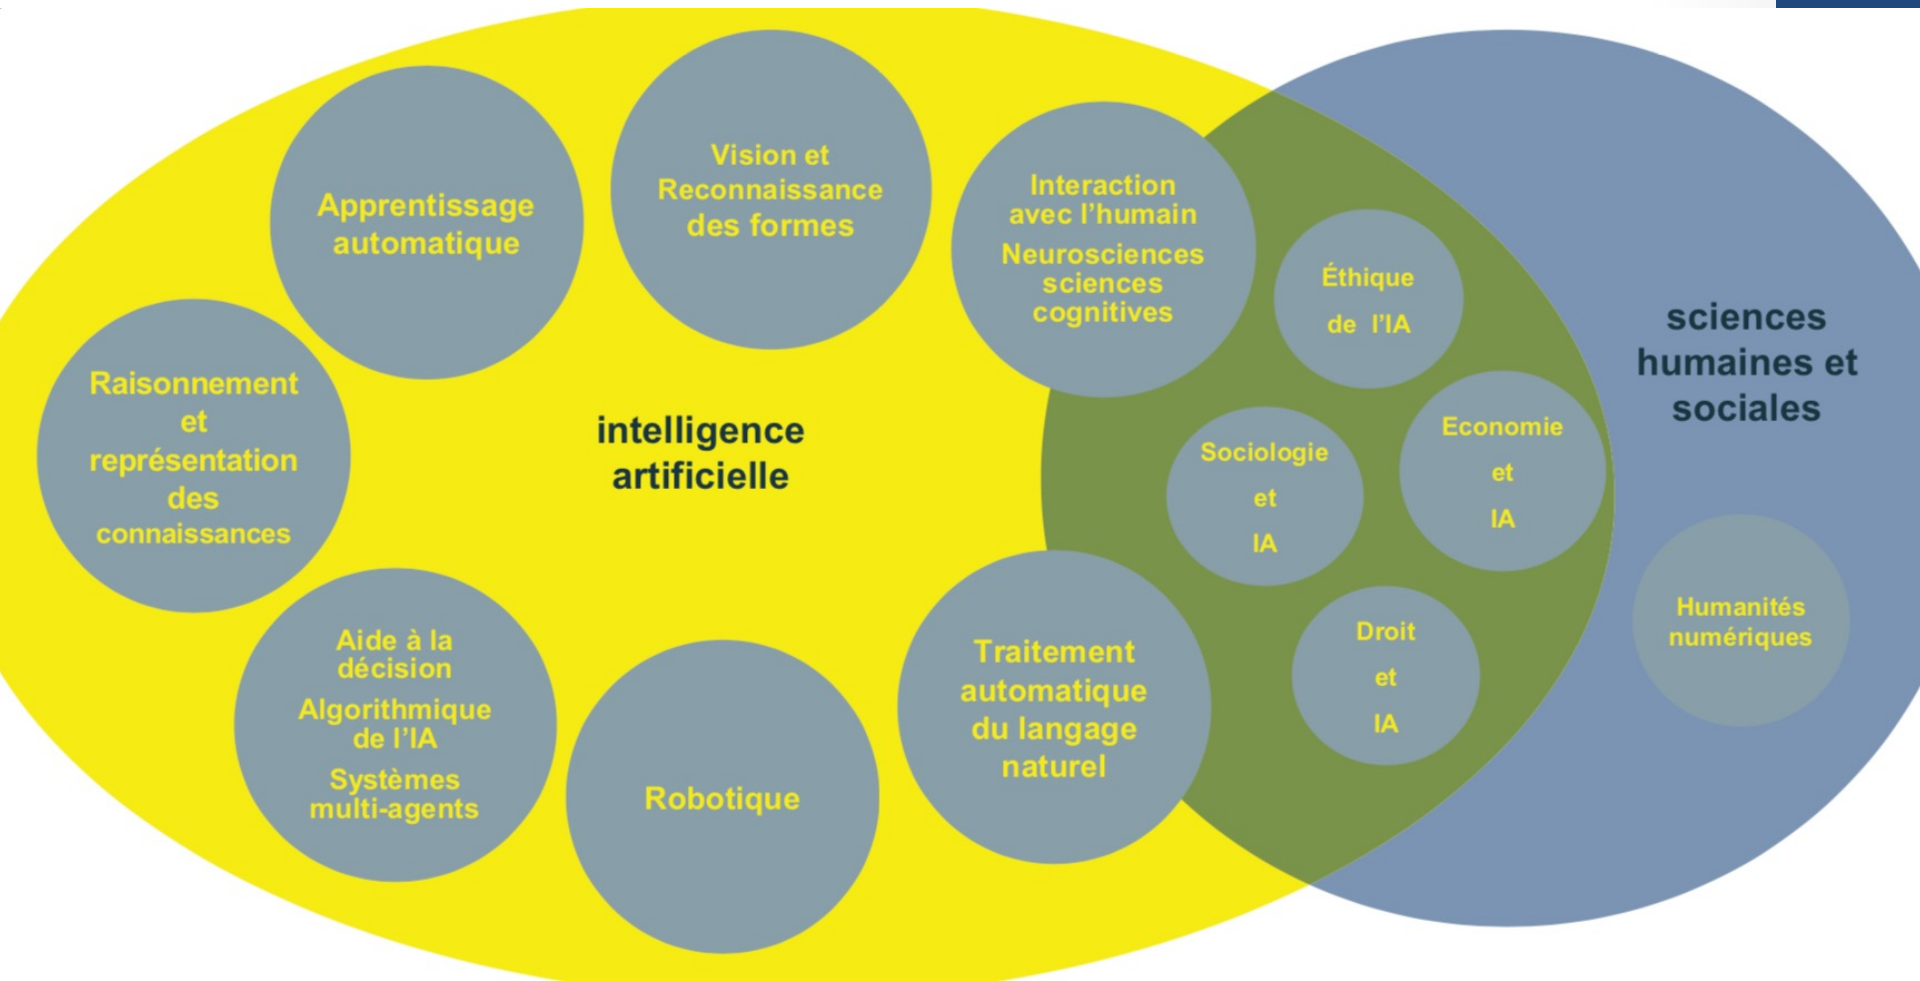 Apprentissage
automatique
Vision et
Reconnaissance
des formes
Interaction
avec l'humain
Neurosciences
sciences
cognitives
Éthique
de l'IA
sciences
humaines et
sociales
Raisonnement
et
représentation
des
connaissances
intelligence
artificielle
Sociologie
et
IA
Economie
et
IA
Humanités
numériques
Aide à la
décision
Algorithmique
de l'IA
Systèmes
multi-agents
Robotique
Traitement
automatique
du langage
naturel
Droit
et
IA